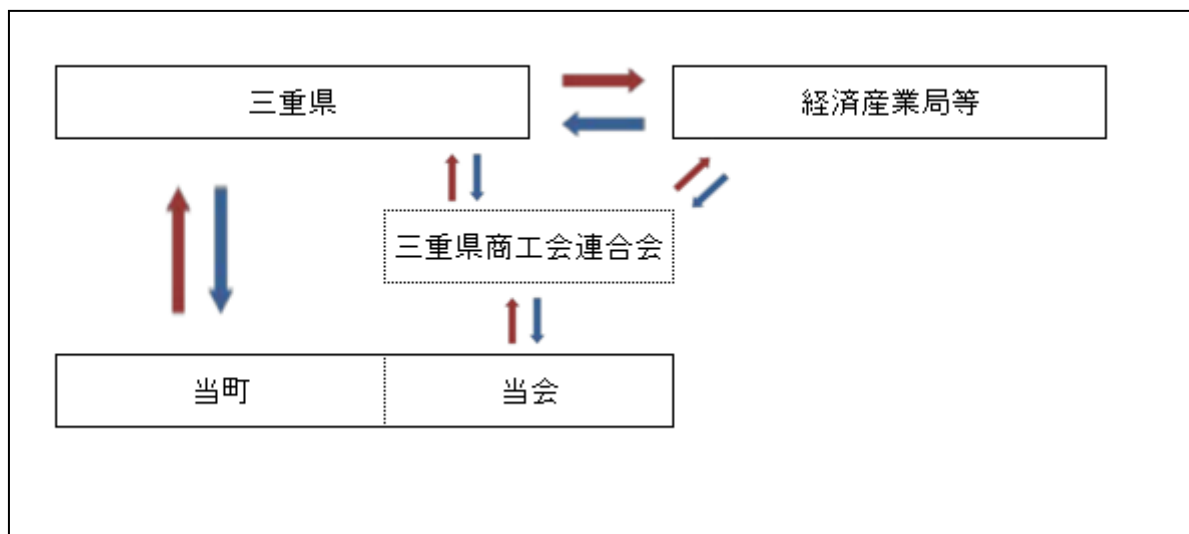 三重県
経済産業局等
三重県商工会連合会
当町
当会